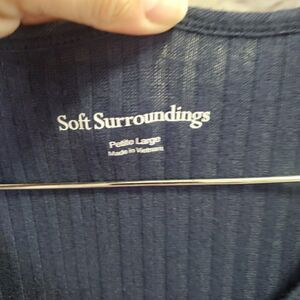 Soft Surroundings
Petite Large
Made in Vietnam